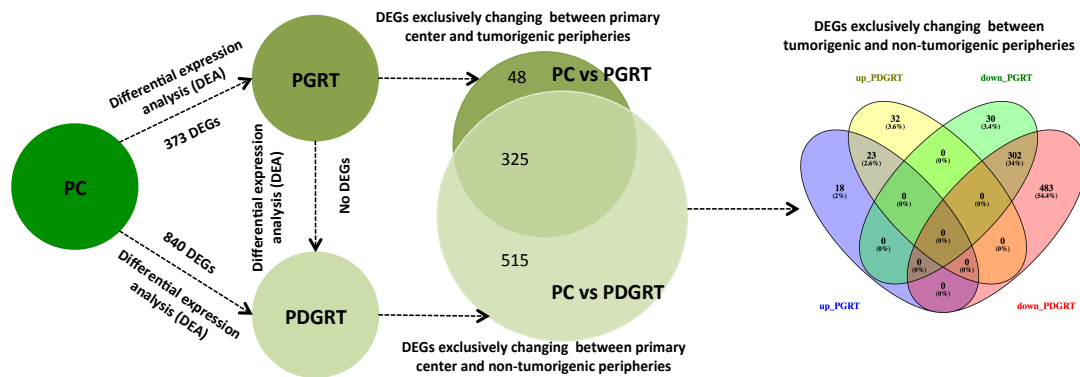 DEGs exclusively changing between primary
center and tumorigenic peripheries
DEGs exclusively changing between
tumorigenic and non-tumorigenic peripheries
Differential expression
analysis (DEA)
373 DEGs
PGRT
48
PC vs PGRT
up_PDGRT
down_PGRT
PC
Differential expression
analysis (DEA)
No DEGs
325
32
(3.6%)
30
(3.4%)
23
(2.6%)
0
(0%)
302
(34%)
18
(2%)
0
(0%)
0
(0%)
483
(54.4%)
0
(0%)
0
(0%)
0
(0%)
0
(0%)
0
(0%)
0
(0%)
up_PGRT
down_PDGRT
840 DEGs
Differential expression
analysis (DEA)
PDGRT
515
PC vs PDGRT
DEGs exclusively changing between primary
center and non-tumorigenic peripheries